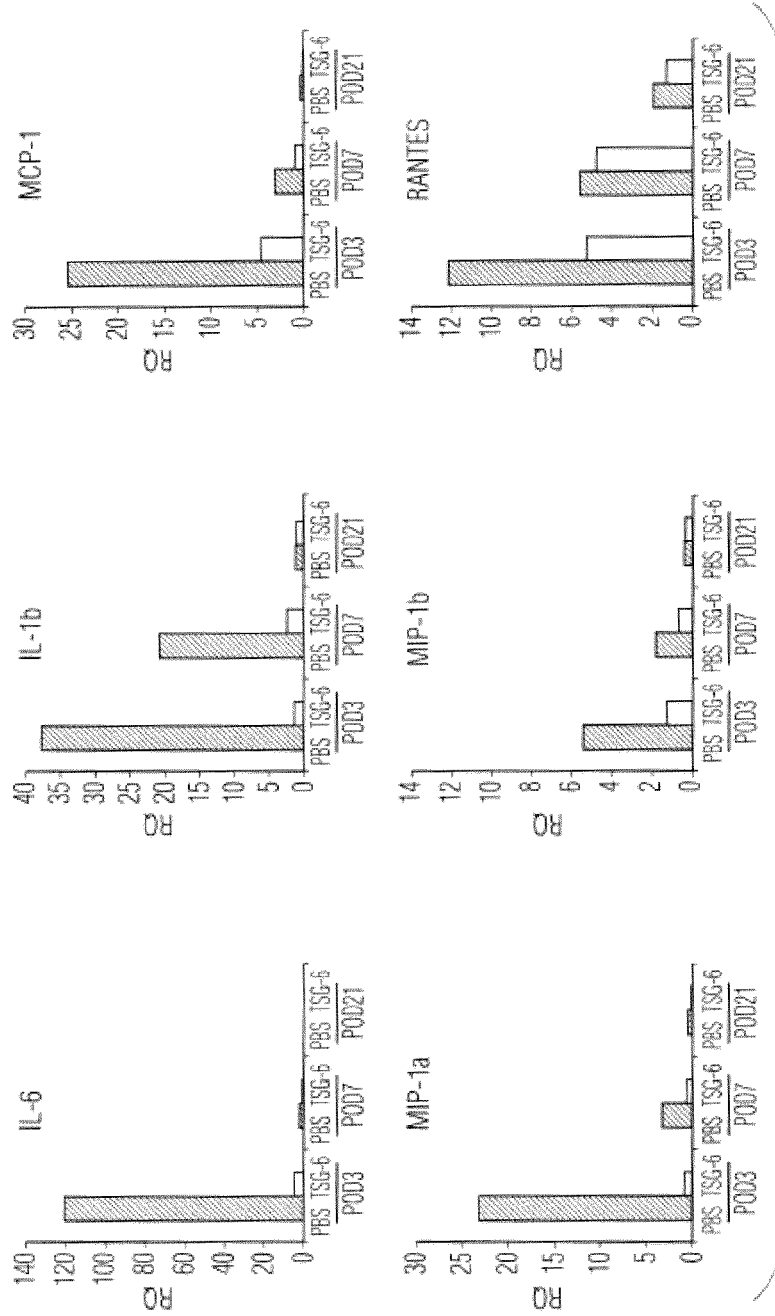 IL-6
140
120
100
80
60
40
20
0
RQ
PBS TSG-6 PBS TSG-6 PBS TSG-6
POD3 POD7 POD21
IL-1b
40
35
30
25
20
15
10
5
0
RQ
PBS TSG-6 PBS TSG-6 PBS TSG-6
POD3 POD7 POD21
MCP-1
30
25
20
15
10
5
0
RQ
PBS TSG-6 PBS TSG-6 PBS TSG-6
POD3 POD7 POD21
MIP-1a
30
25
20
15
10
5
0
RQ
PBS TSG-6 PBS TSG-6 PBS TSG-6
POD3 POD7 POD21
MIP-1b
14
12
10
8
6
4
2
0
RQ
PBS TSG-6 PBS TSG-6 PBS TSG-6
POD3 POD7 POD21
RANTES
14
12
10
8
6
4
2
0
RQ
PBS TSG-6 PBS TSG-6 PBS TSG-6
POD3 POD7 POD21